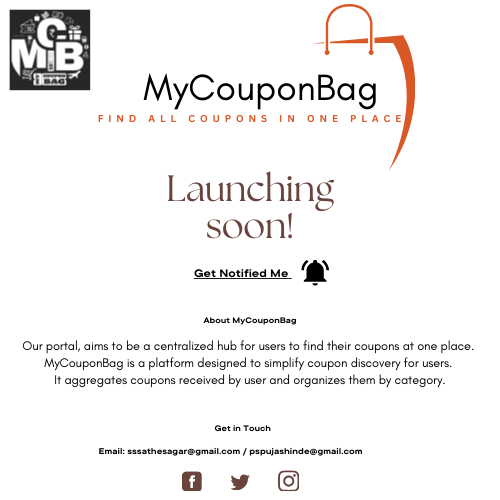 MGB
COUPON
BAG
MyCouponBag
FIND ALL COUPONS IN ONE PLACE
Launching
soon!
Get Notified Me
About MyCouponBag
Our portal, aims to be a centralized hub for users to find their coupons at one place.
MyCouponBag is a platform designed to simplify coupon discovery for users.
It aggregates coupons received by user and organizes them by category.
Get in Touch
Email: sssathesagar@gmail.com / pspujashinde@gmail.com